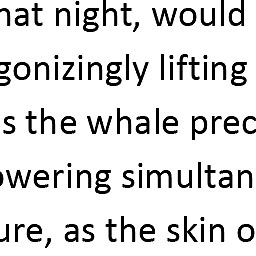 hat night, would
gonizingly lifting
s the whale prec
owering simultan
ure, as the skin o